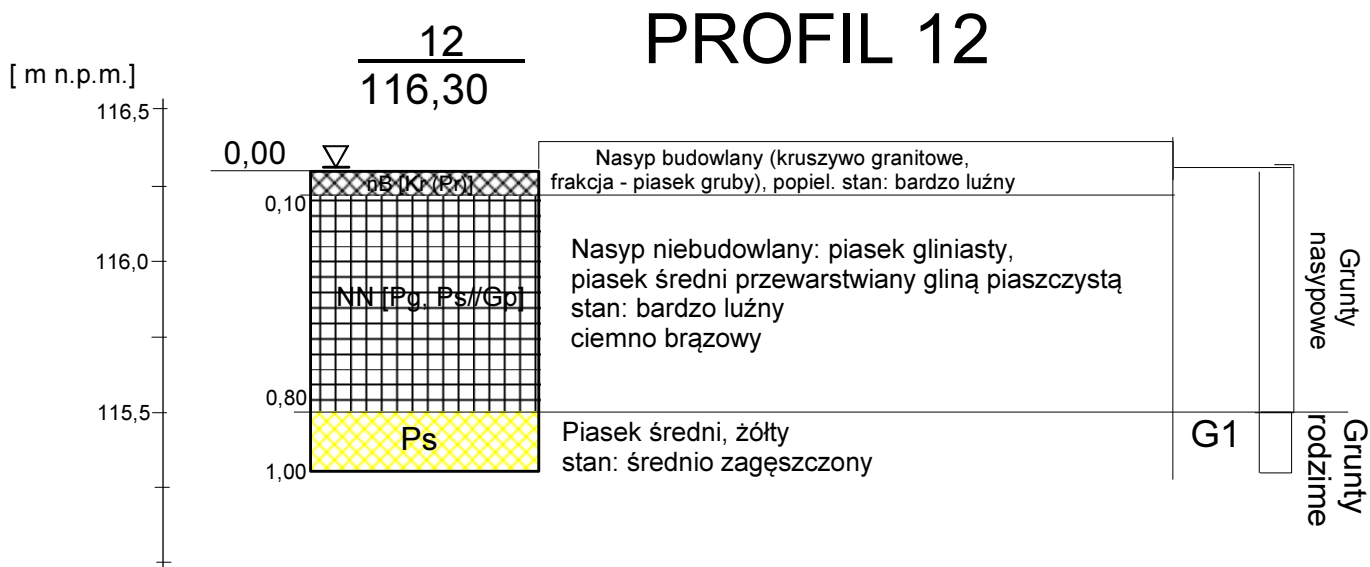 PROFIL 12
12
116,30
[ m n.p.m.]
116,5
0,00
Nasyp budowlany (kruszywo granitowe,
frakcja - piasek gruby), popiel. stan: bardzo luźny
nB [Kr (Pr)]
0,10
Nasyp niebudowlany: piasek gliniasty,
piasek średni przewarstwiany gliną piaszczystą
stan: bardzo luźny
ciemno brązowy
116,0
NN [Pg, Ps//Gp]
Grunty
nasypowe
0,80
115,5
Ps
Piasek średni, żółty
stan: średnio zagęszczony
G1
Grunty
rodzime
1,00